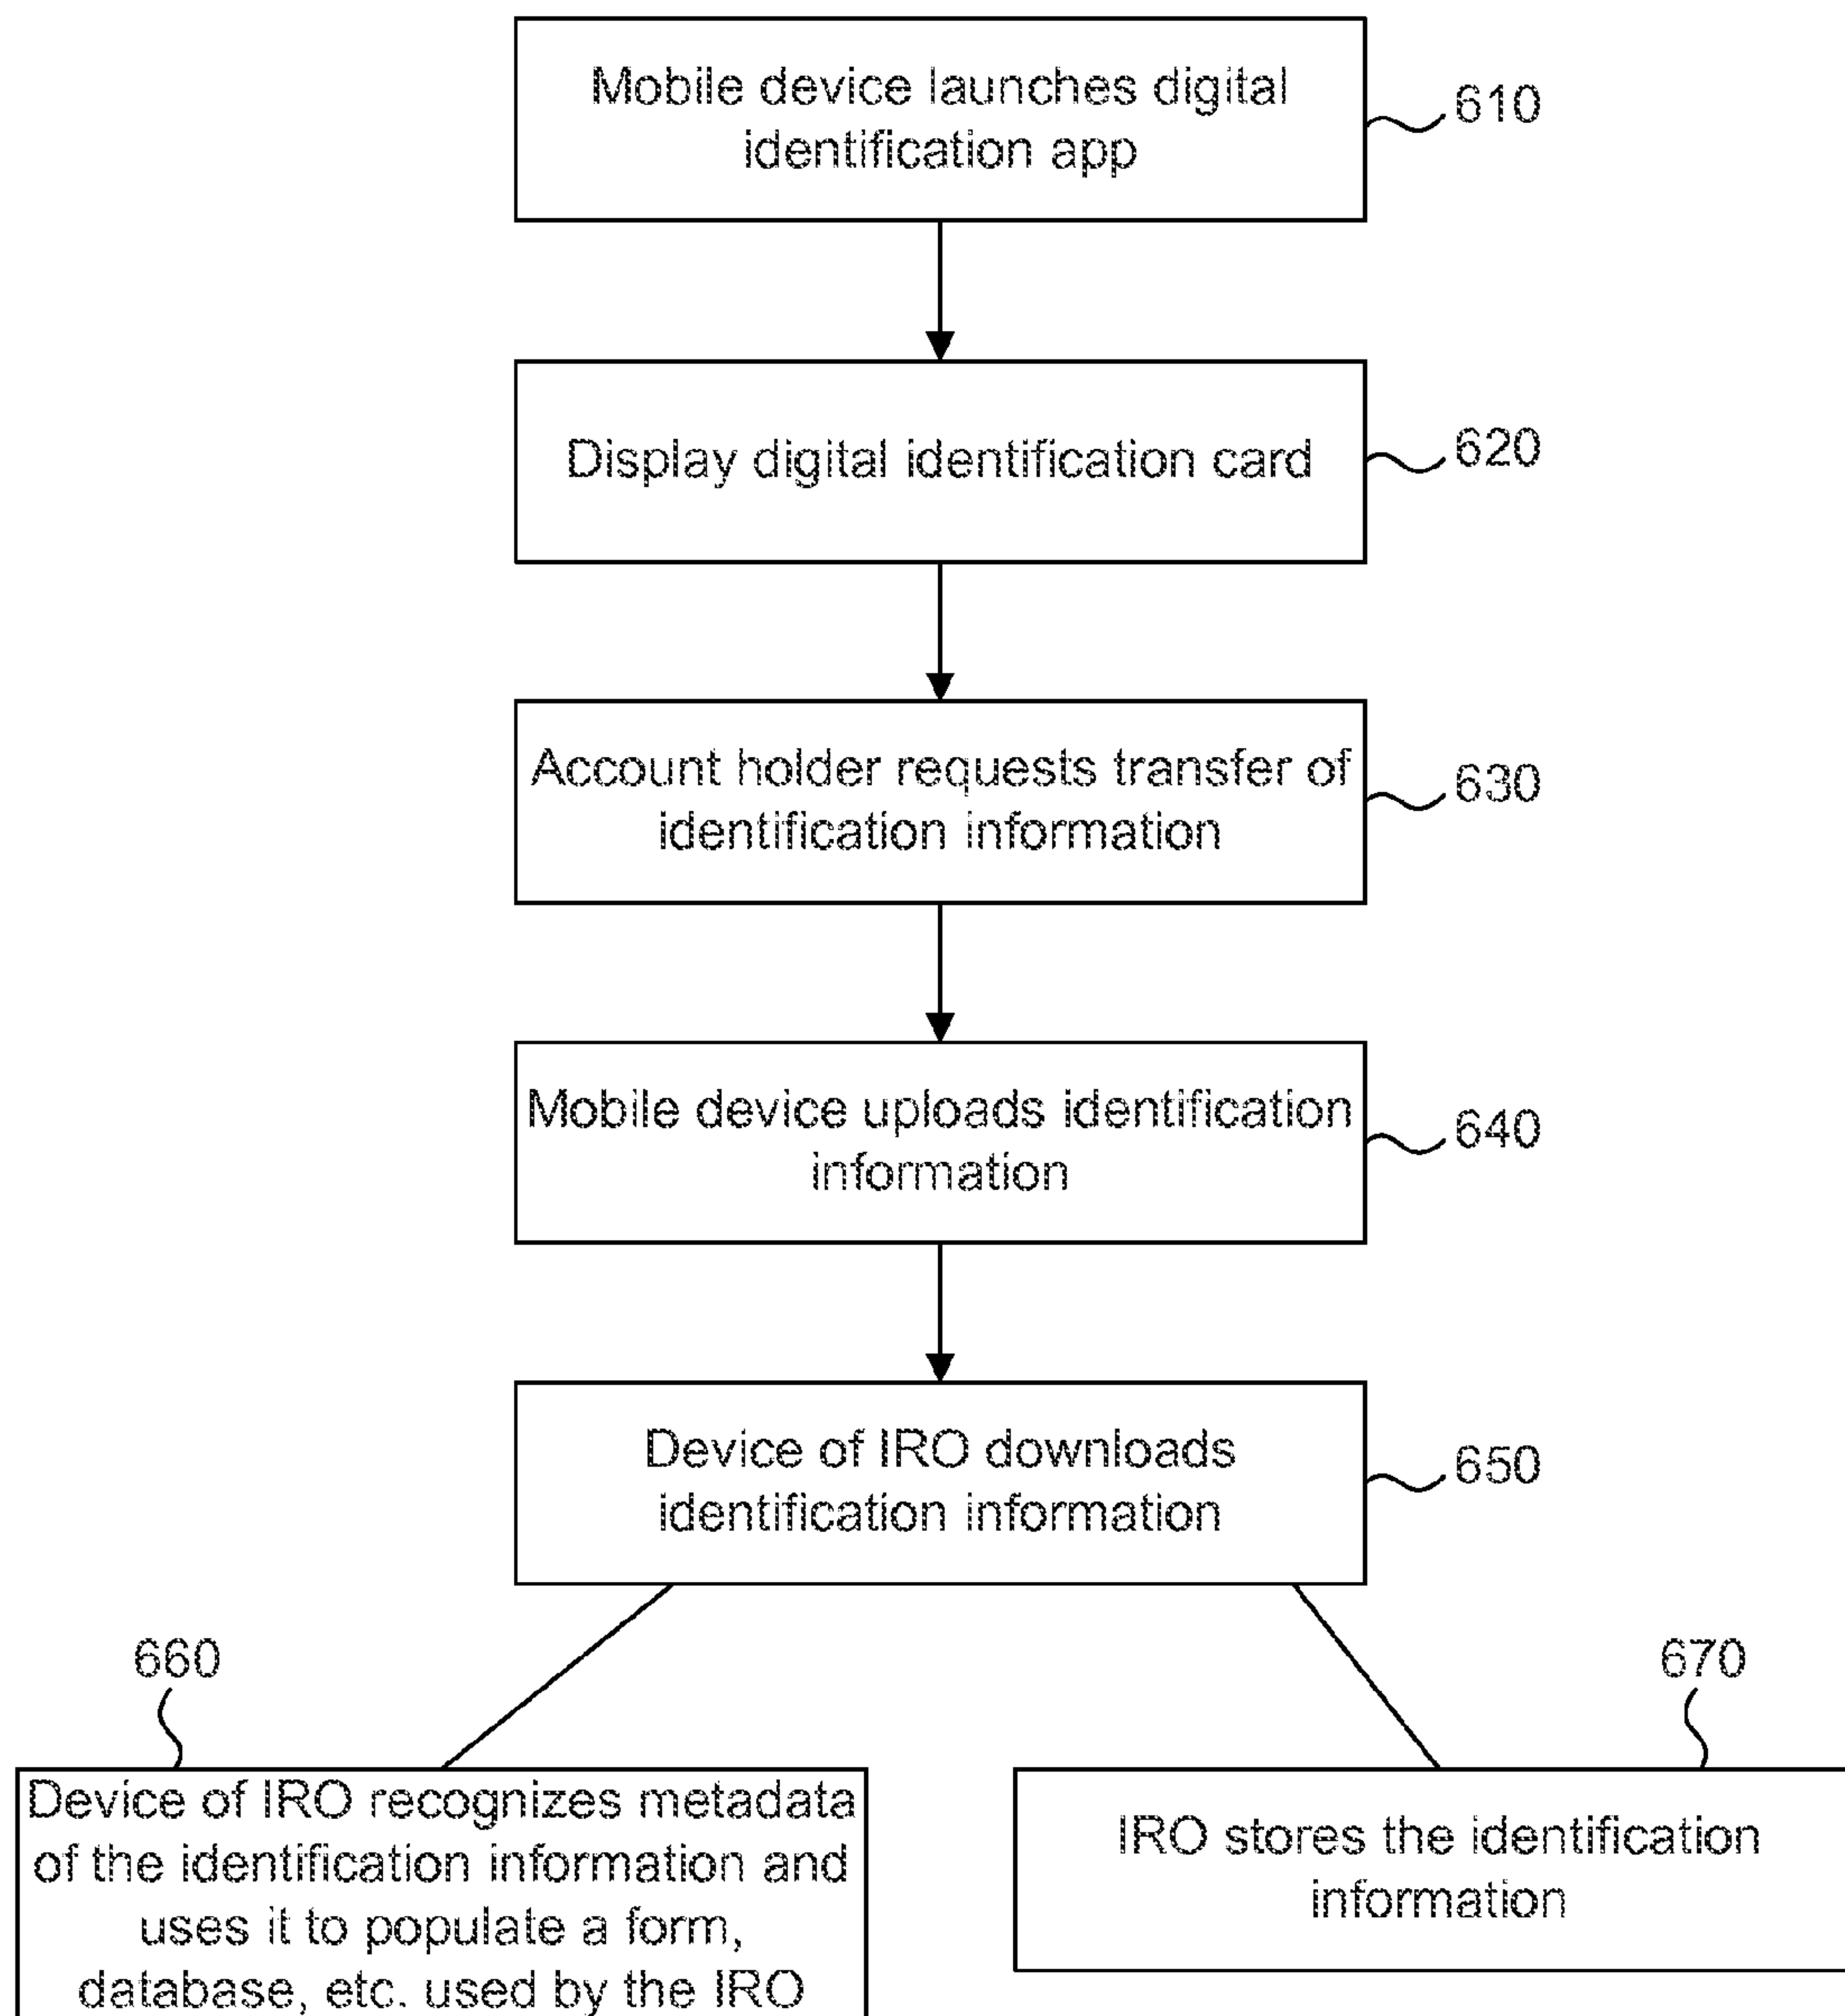 Mobile device launches digital
identification app
610
Display digital identification card
620
Account holder requests transfer of
identification information
630
Mobile device uploads identification
information
640
Device of IRO downloads
identification information
650
660
670
Device of IRO recognizes metadata
of the identification information and
uses it to populate a form,
database, etc. used by the IRO
IRO stores the identification
information